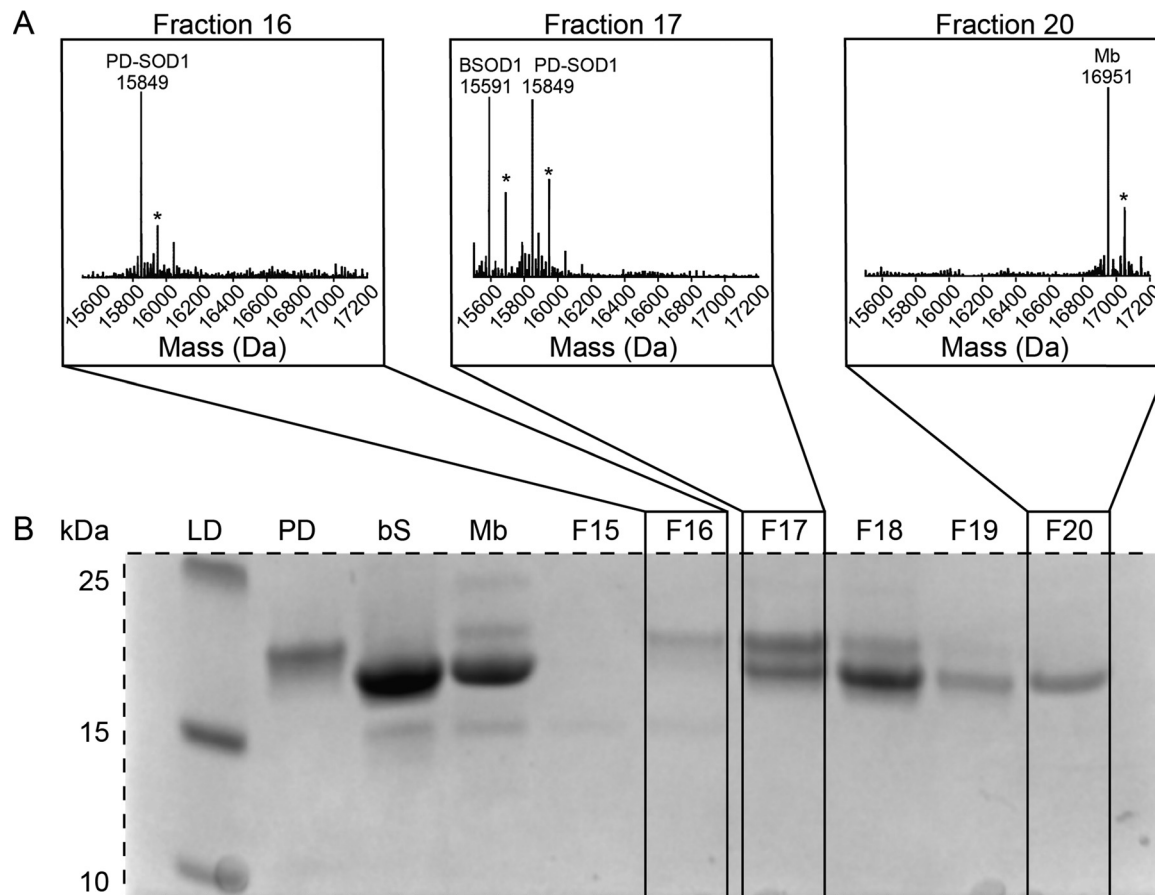 A
Fraction 16
Fraction 17
Fraction 20
PD-SOD1
15849
*
BSOD1 PD-SOD1
15591 15849
* *
Mb
16951
*
15600 15800 16000 16200 16400 16600 16800 17000 17200
15600 15800 16000 16200 16400 16600 16800 17000 17200
15600 15800 16000 16200 16400 16600 16800 17000 17200
Mass (Da)
Mass (Da)
Mass (Da)
B kDa LD PD bS Mb F15 F16 F17 F18 F19 F20
25
15
10